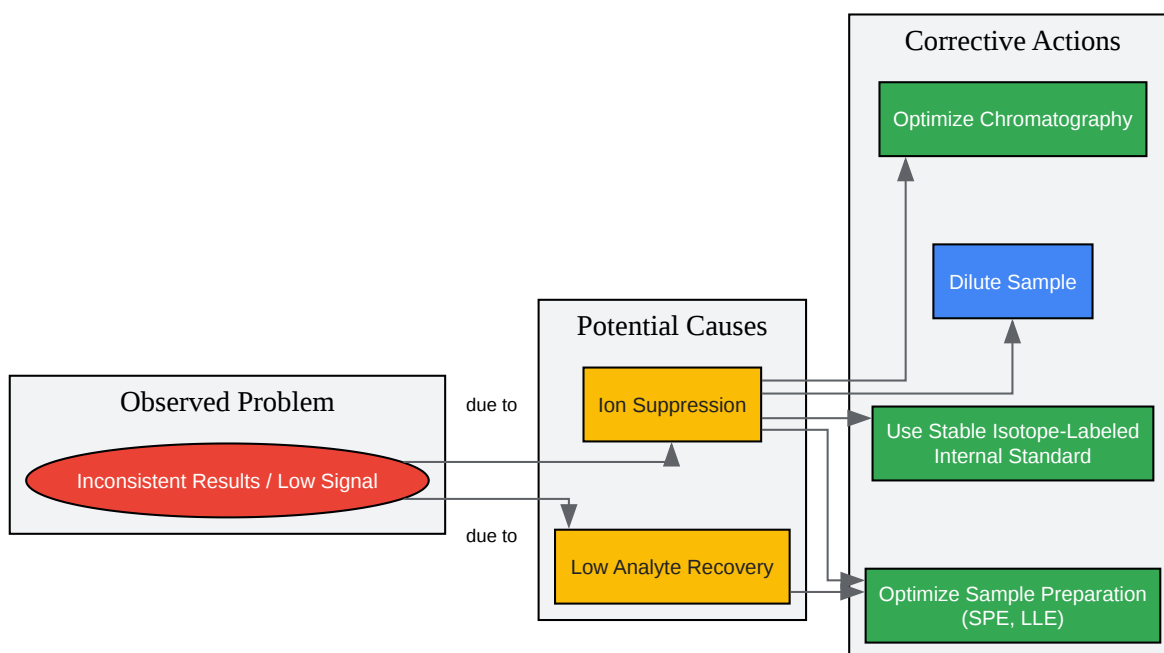 Observed Problem
Inconsistent Results / Low Signal
due to
due to
Potential Causes
Ion Suppression
Low Analyte Recovery
Corrective Actions
Optimize Chromatography
Dilute Sample
Use Stable Isotope-Labeled
Internal Standard
Optimize Sample Preparation
(SPE, LLE)